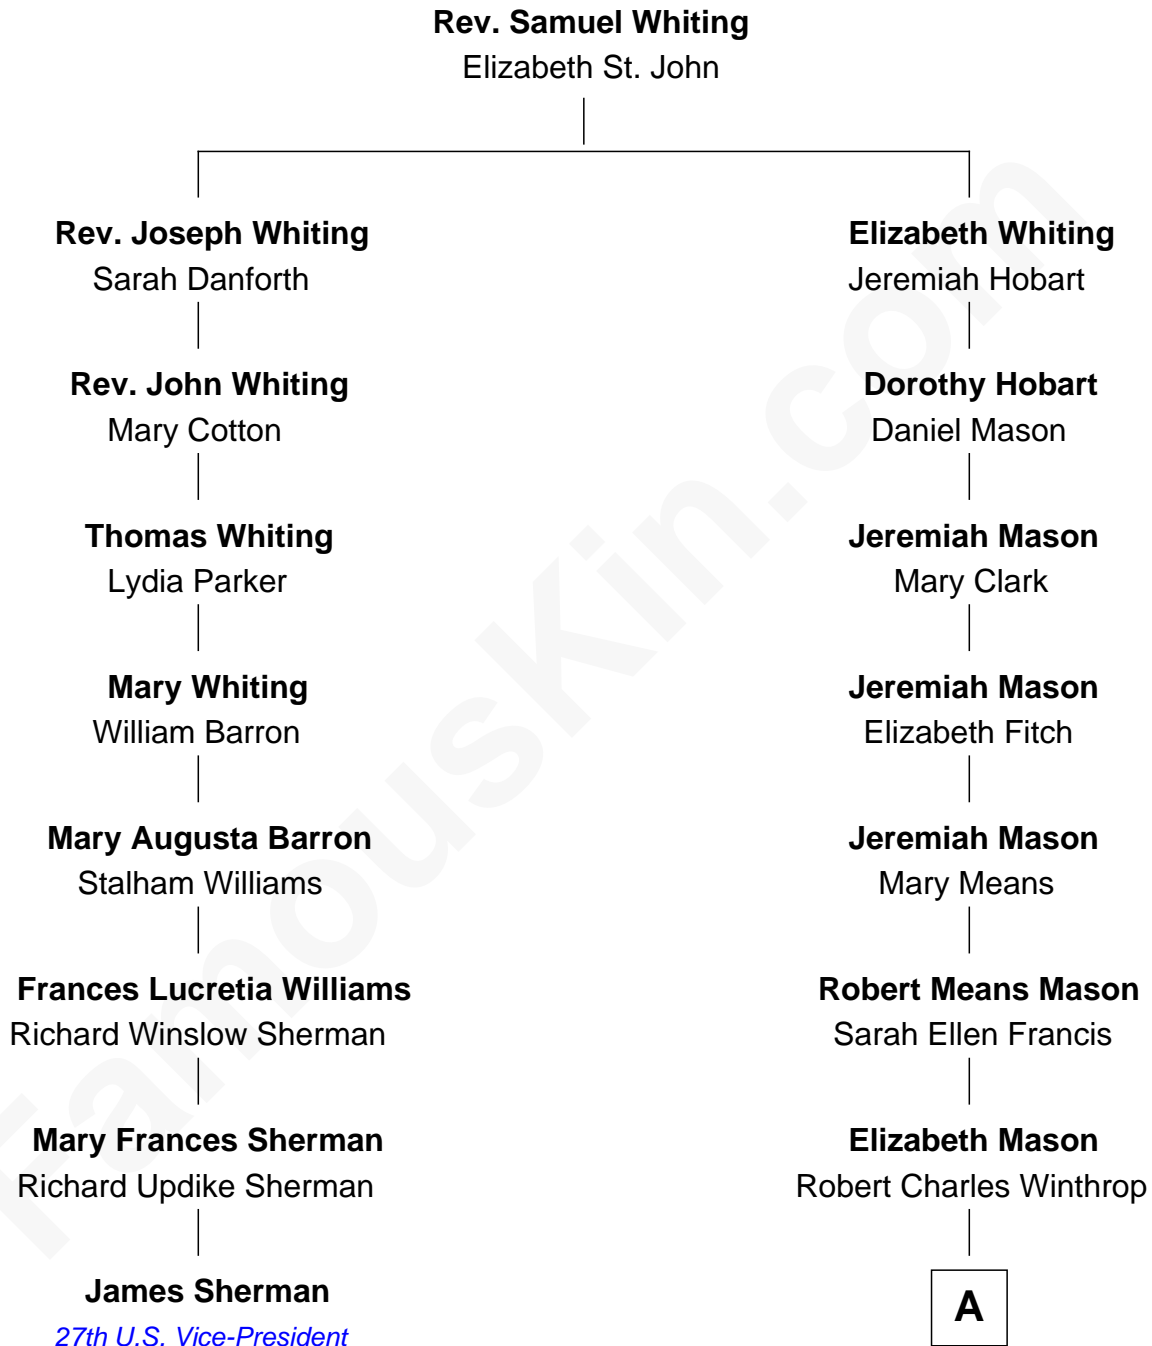 Rev. Samuel Whiting
Elizabeth St. John
Rev. Joseph Whiting
Sarah Danforth
Elizabeth Whiting
Jeremiah Hobart
Rev. John Whiting
Mary Cotton
Dorothy Hobart
Daniel Mason
Thomas Whiting
Lydia Parker
Jeremiah Mason
Mary Clark
Mary Whiting
William Barron
Jeremiah Mason
Elizabeth Fitch
Mary Augusta Barron
Stalham Williams
Jeremiah Mason
Mary Means
Frances Lucretia Williams
Richard Winslow Sherman
Robert Means Mason
Sarah Ellen Francis
Mary Frances Sherman
Richard Updike Sherman
Elizabeth Mason
Robert Charles Winthrop
James Sherman
27th U.S. Vice-President
A
FamousKin.com